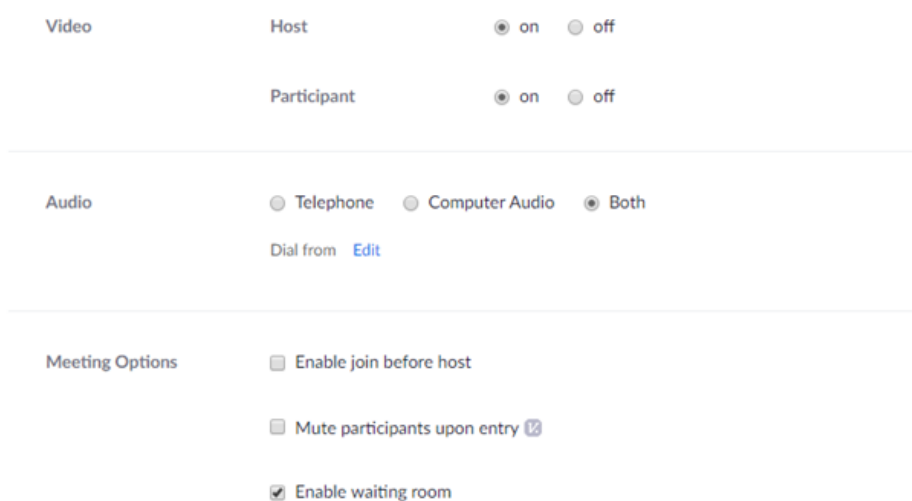 Video Host on off
Participant on off
Audio Telephone Computer Audio Both
Dial from Edit
Meeting Options Enable join before host
Mute participants upon entry
Enable waiting room